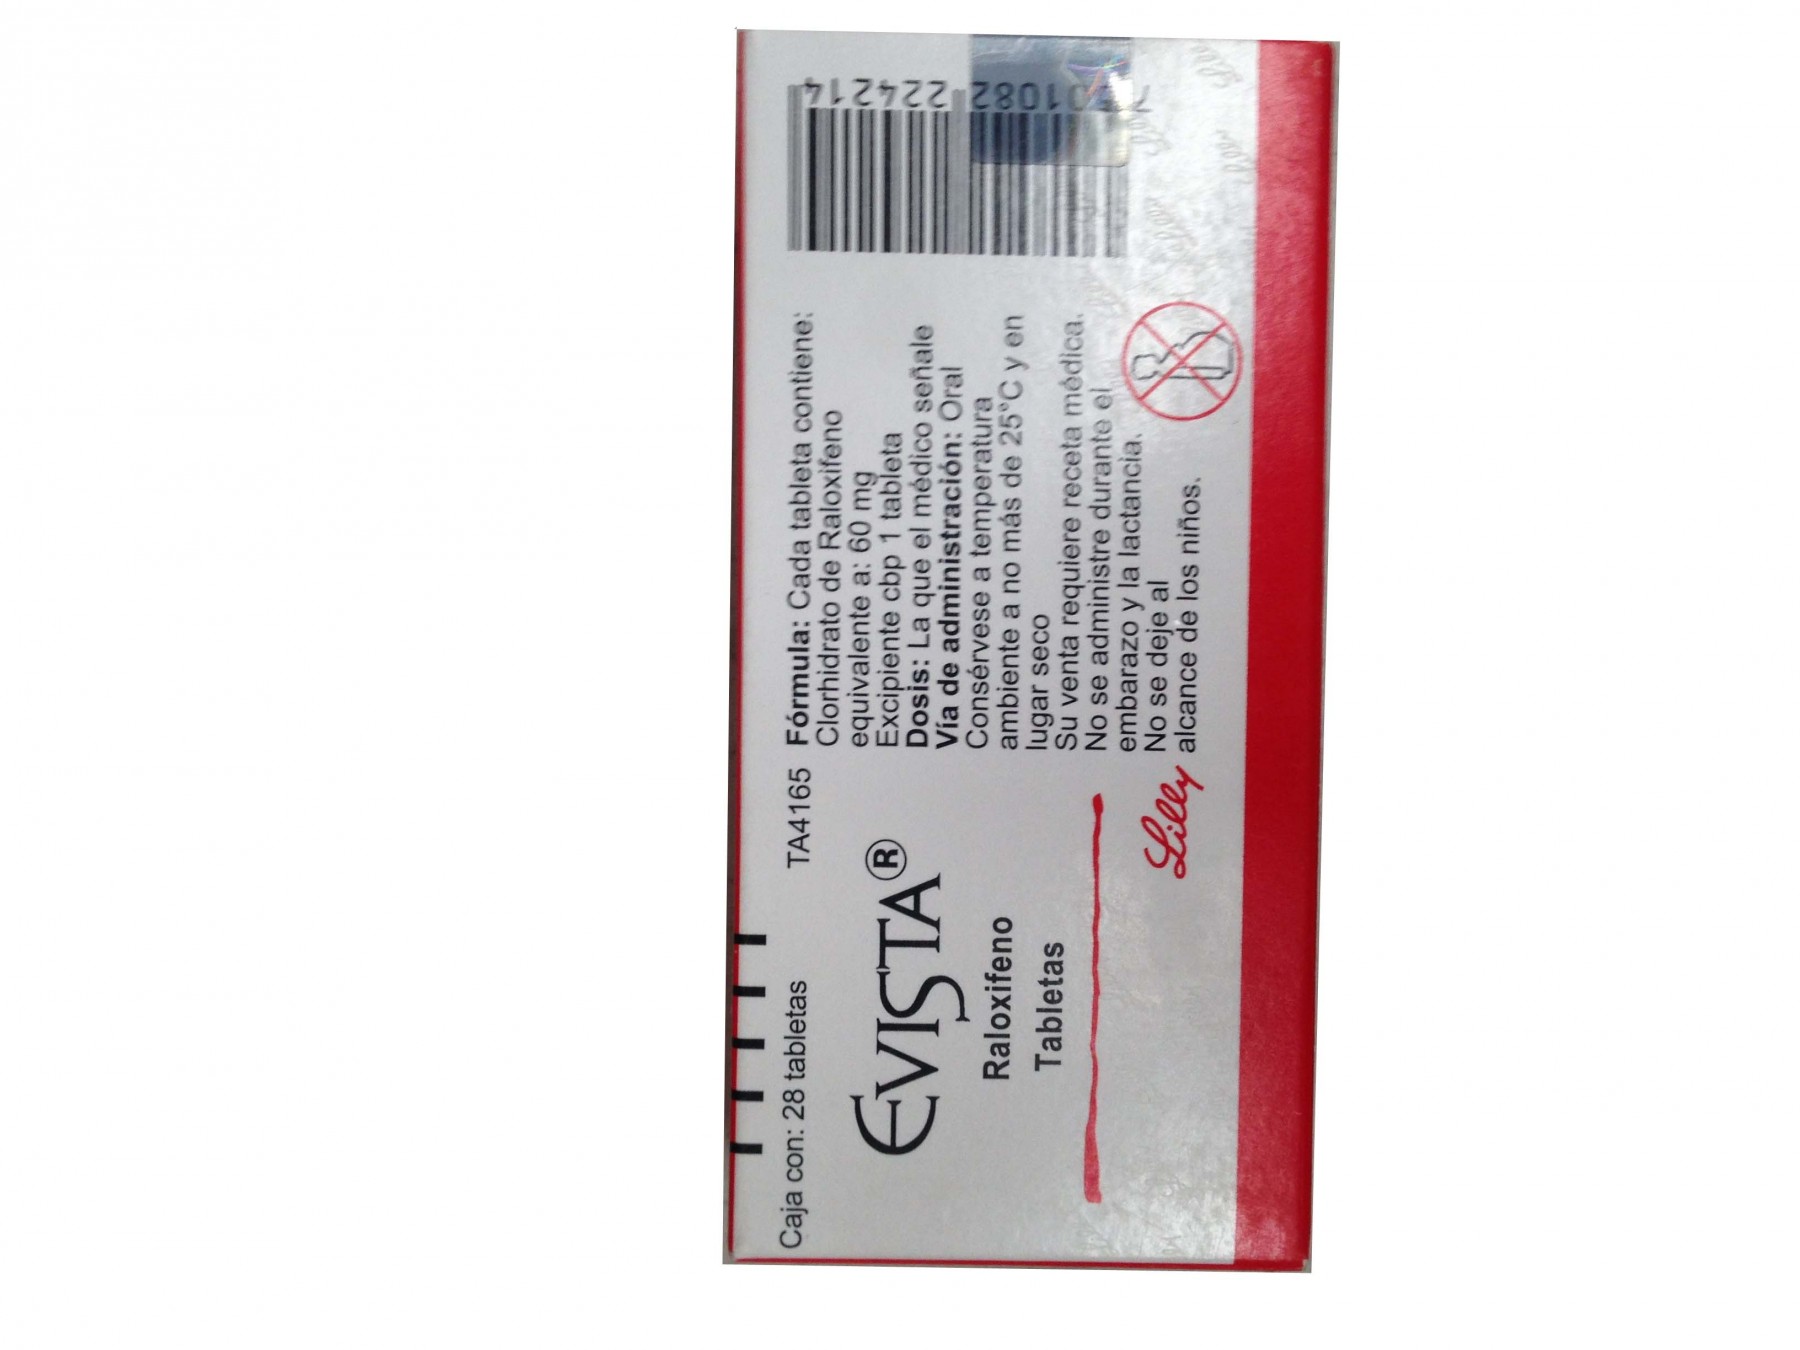 Caja con: 28 tabletas
TA4165
EVISTA®
Raloxifeno
Tabletas
Lilly
Fórmula: Cada tableta contiene:
Clorhidrato de Raloxifeno
equivalente a: 60 mg
Excipiente cbp 1 tableta
Dosis: La que el médico señale
Vía de administración: Oral
Consérvese a temperatura
ambiente a no más de 25°C y en
lugar seco
Su venta requiere receta médica.
No se administre durante el
embarazo y la lactancia.
No se deje al
alcance de los niños.
224214